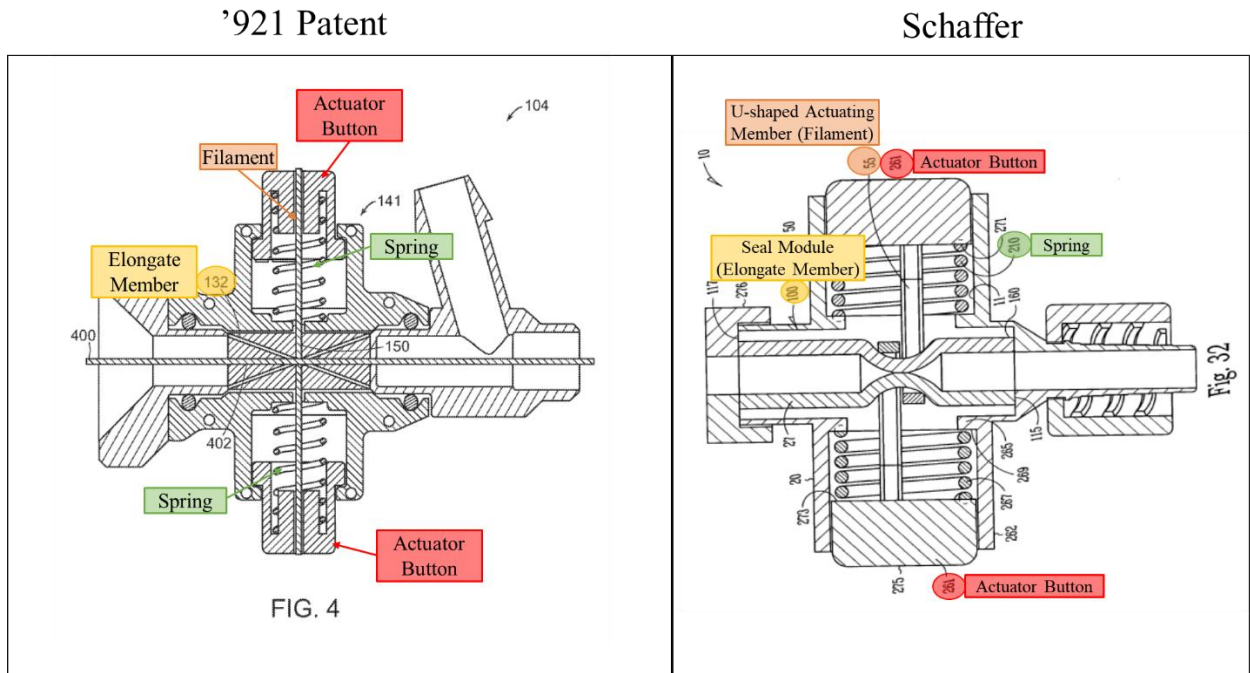 ’921 Patent
Schaffer
Actuator
Button
104
Filament
141
Spring
Elongate
Member
132
400
150
402
Spring
Actuator
Button
FIG. 4
U-shaped Actuating
Member (Filament)
10
55
261
Actuator Button
50
271
210
Spring
Seal Module
(Elongate Member)
117
276
100
11
160
27
115
265
269
20
267
273
262
275
261
Actuator Button
Fig. 32